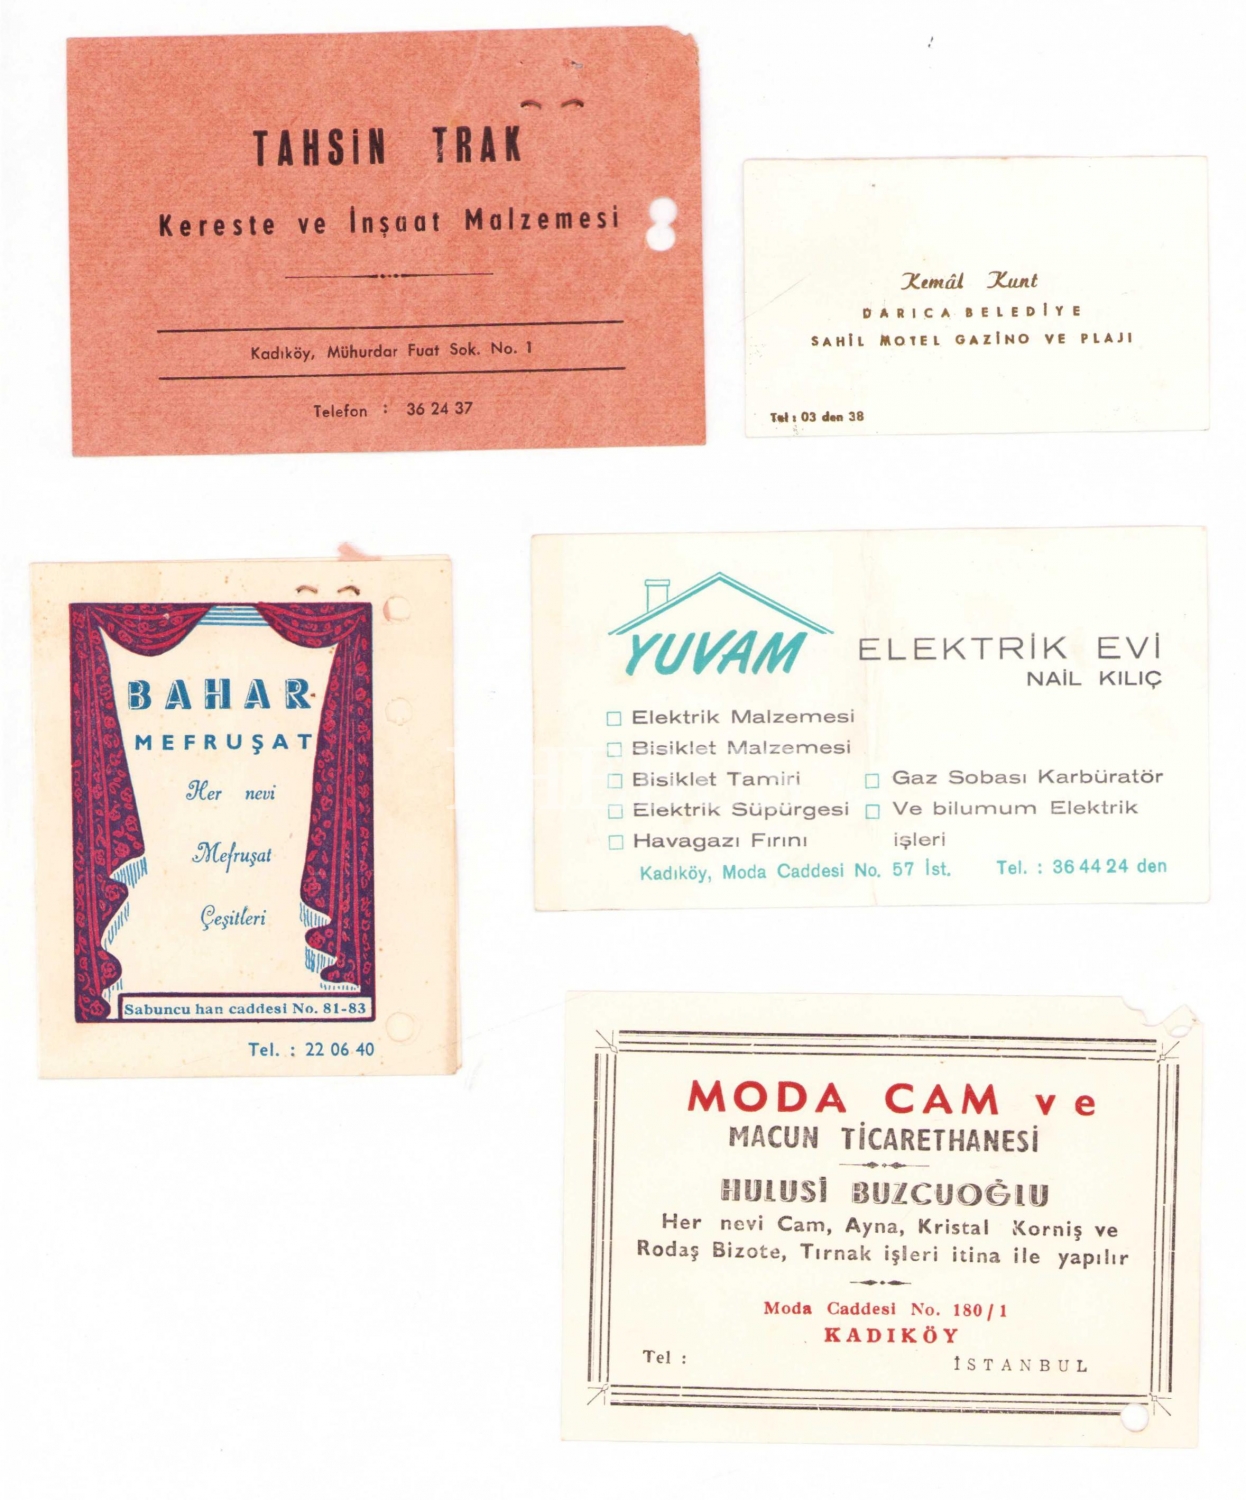 TAHSİN TRAK
Kereste ve İnşaat Malzemesi
Kadıköy, Mühurdar Fuat Sok. No. 1
Telefon : 36 24 37
Kemâl Kunt
DARICA BELEDİYE
SAHİL MOTEL GAZİNO VE PLAJI
Tel : 03 den 38
BAHAR
MEFRUŞAT
Her nevi
Mefruşat
Çeşitleri
Sabuncu han caddesi No. 81-83
Tel. : 22 06 40
YUVAM ELEKTRİK EVİ
NAİL KILIÇ
Elektrik Malzemesi
Bisiklet Malzemesi
Bisiklet Tamiri
Elektrik Süpürgesi
Havagazı Fırını
Gaz Sobası Karbüratör
Ve bilumum Elektrik
işleri
Kadıköy, Moda Caddesi No. 57 İst. Tel. : 36 44 24 den
MODA CAM ve
MACUN TİCARETHANESİ
HULUSİ BUZCUOĞLU
Her nevi Cam, Ayna, Kristal Korniş ve
Rodaş Bizote, Tırnak işleri itina ile yapılır
Moda Caddesi No. 180/1
KADIKÖY
Tel :
İSTANBUL